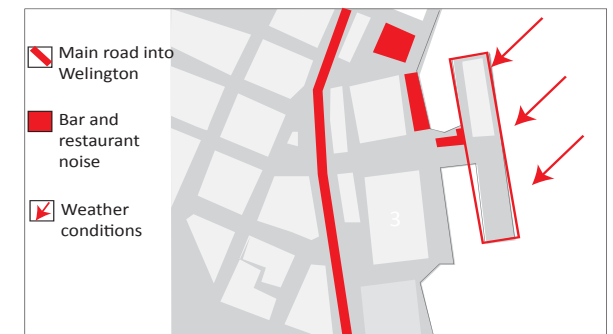 Main road into
Welington
Bar and
restaurant
noise
Weather
conditions
3